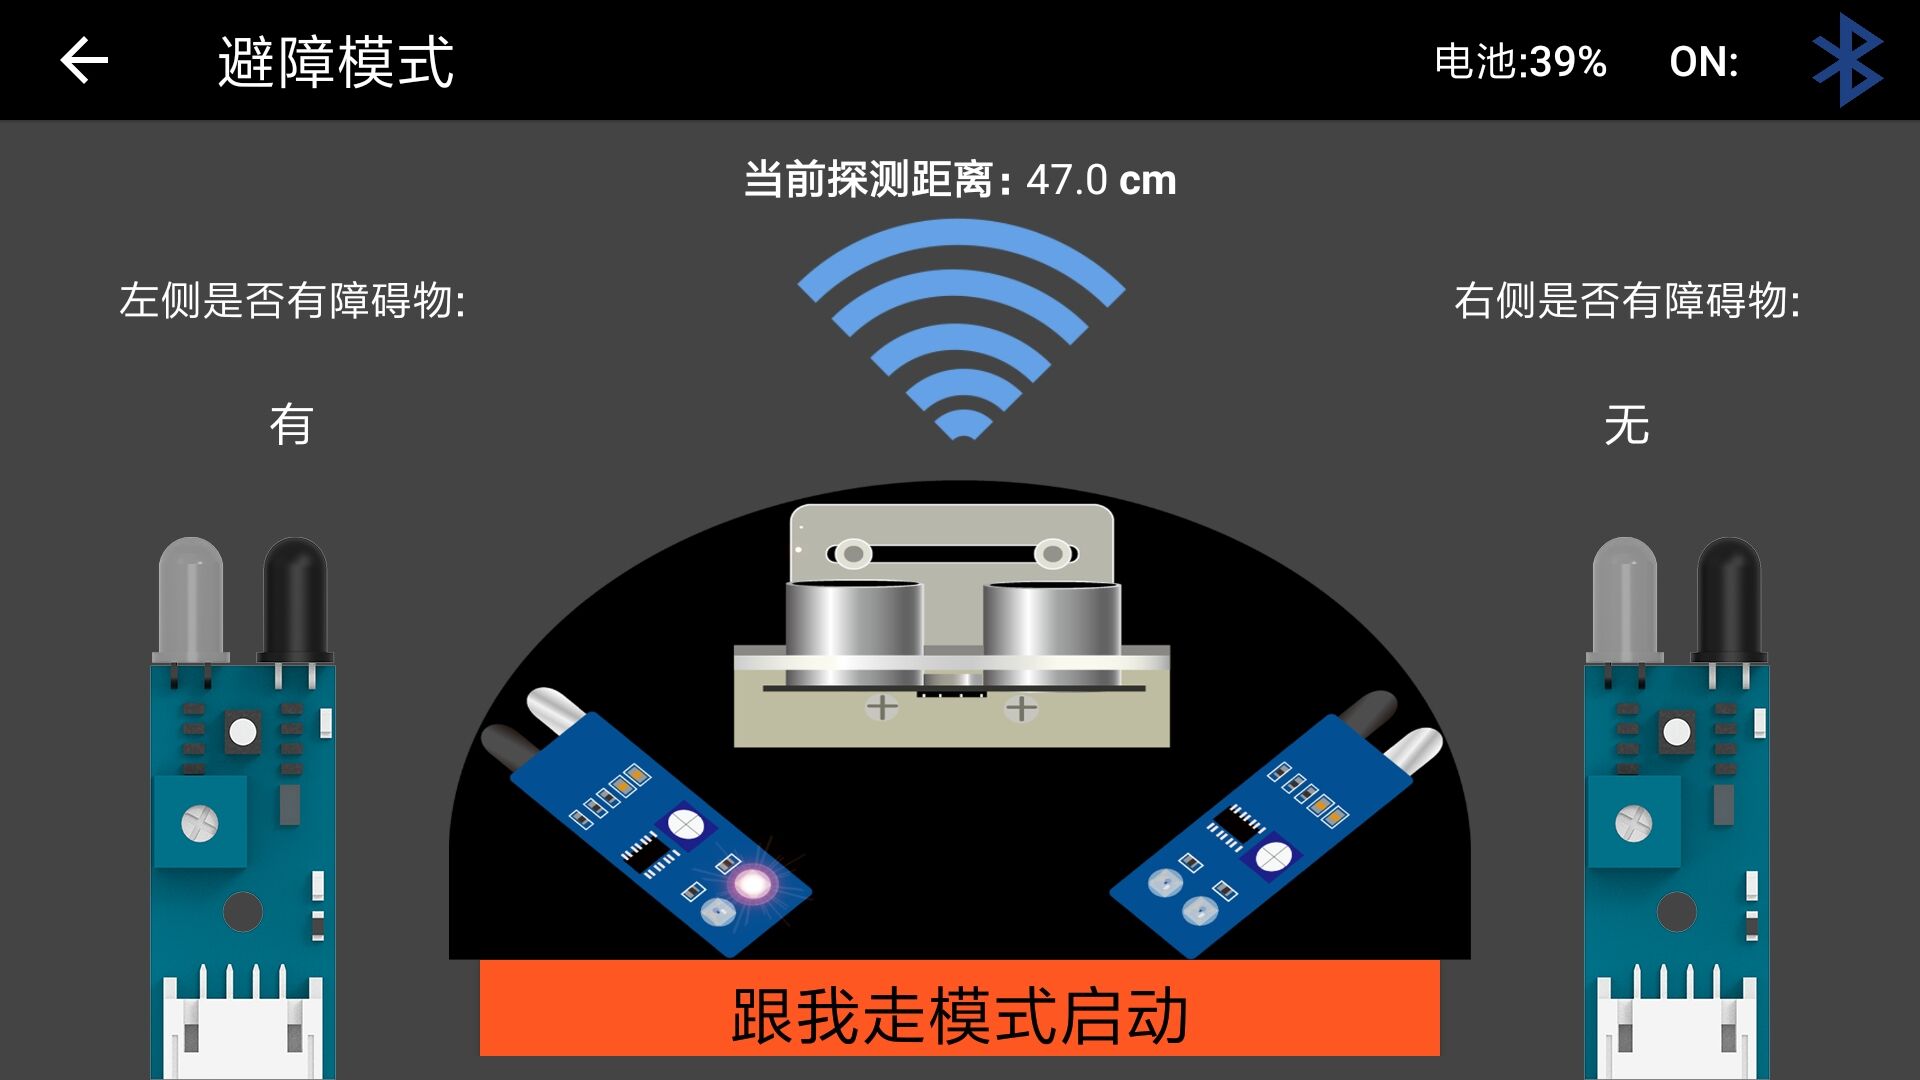 避障模式
电池:39%
ON:
当前探测距离: 47.0 cm
左侧是否有障碍物:
右侧是否有障碍物:
有
无
跟我走模式启动